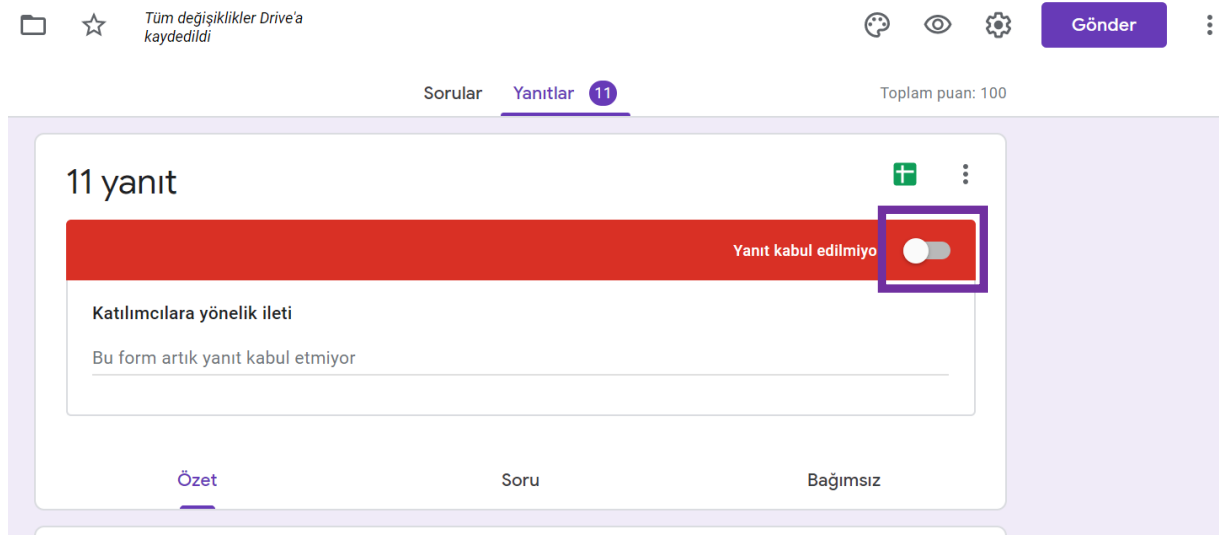 Tüm değişiklikler Drive'a
kaydedildi
Gönder
Sorular Yanıtlar 11 Toplam puan: 100
11 yanıt
Yanıt kabul edilmiyo
Katılımcılara yönelik ileti
Bu form artık yanıt kabul etmiyor
Özet Soru Bağımsız